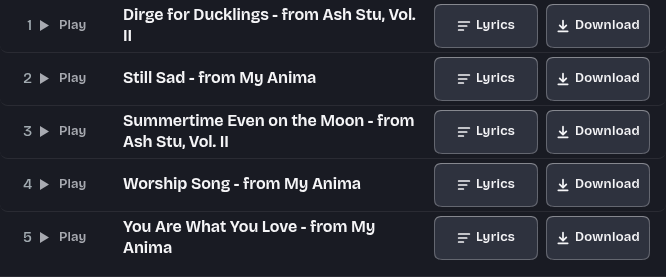 1 Play Dirge for Ducklings - from Ash Stu, Vol. II Lyrics Download
2 Play Still Sad - from My Anima Lyrics Download
3 Play Summertime Even on the Moon - from Ash Stu, Vol. II Lyrics Download
4 Play Worship Song - from My Anima Lyrics Download
5 Play You Are What You Love - from My Anima Lyrics Download